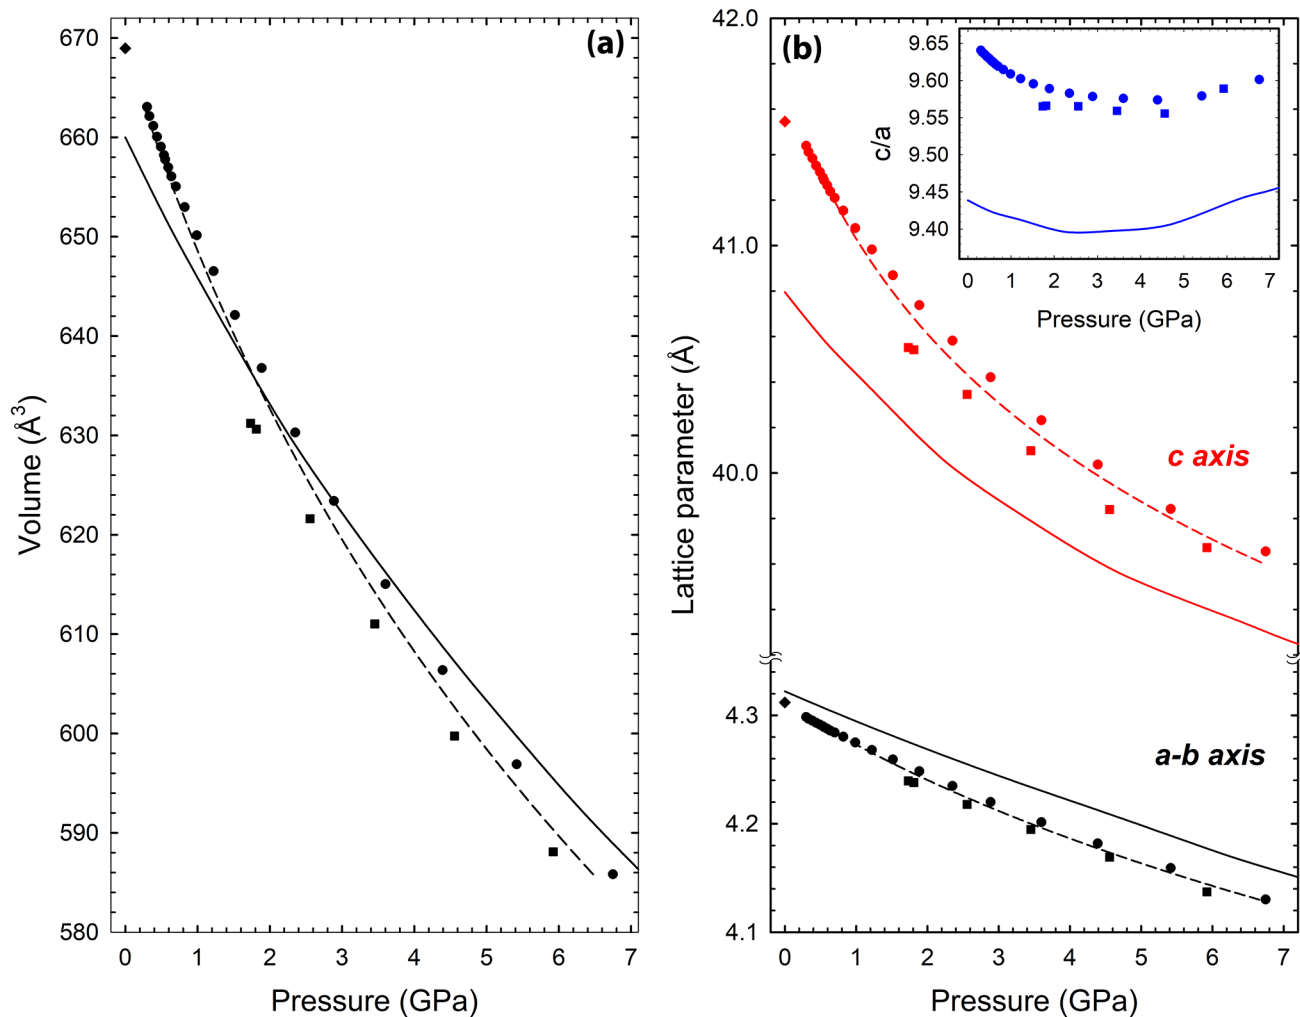 (a)
670
660
650
640
630
620
610
600
590
580
Volume (Å³)
0 1 2 3 4 5 6 7
Pressure (GPa)
(b)
42.0
41.0
40.0
4.3
4.2
4.1
Lattice parameter (Å)
c axis
a-b axis
0 1 2 3 4 5 6 7
Pressure (GPa)
9.65
9.60
9.55
9.50
9.45
9.40
c/a
0 1 2 3 4 5 6 7
Pressure (GPa)